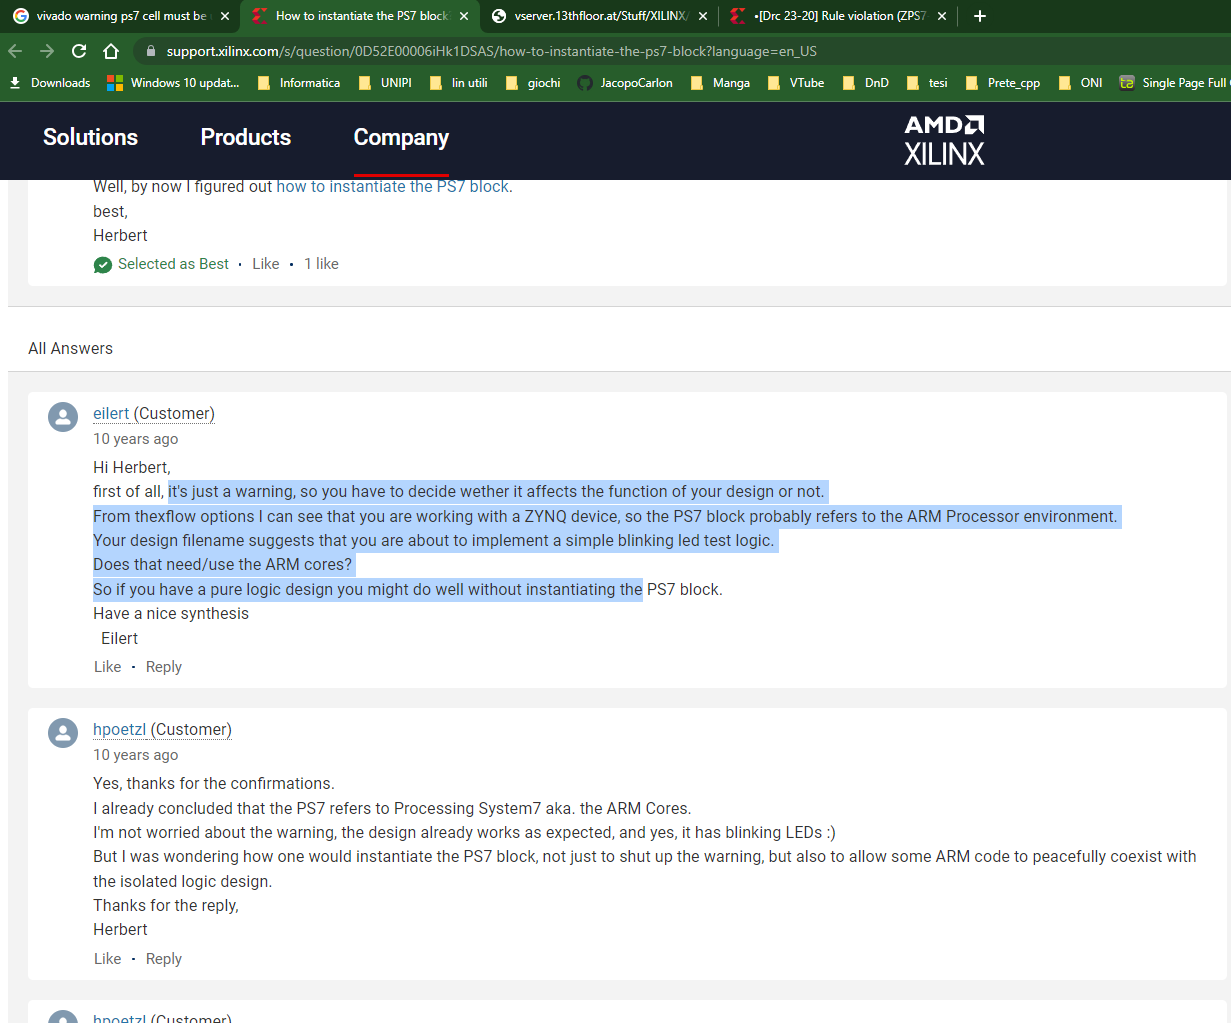 vivado warning ps7 cell must be
How to instantiate the PS7 block
vserver.13thfloor.at/Stuff/XILINX/
•[Drc 23-20] Rule violation (ZPS7-
support.xilinx.com/s/question/0D52E00006iHk1DSAS/how-to-instantiate-the-ps7-block?language=en_US
Downloads Windows 10 updat... Informatica UNIPI lin utili giochi JacopoCarlon Manga VTube DnD tesi Prete_cpp ONI Single Page Full
Solutions Products Company
AMD
XILINX
Well, by now I figured out how to instantiate the PS7 block.
best,
Herbert
Selected as Best · Like · 1 like
All Answers
eilert (Customer)
10 years ago
Hi Herbert,
first of all, it's just a warning, so you have to decide wether it affects the function of your design or not.
From thexflow options I can see that you are working with a ZYNQ device, so the PS7 block probably refers to the ARM Processor environment.
Your design filename suggests that you are about to implement a simple blinking led test logic.
Does that need/use the ARM cores?
So if you have a pure logic design you might do well without instantiating the PS7 block.
Have a nice synthesis
Eilert
Like · Reply
hpoetzl (Customer)
10 years ago
Yes, thanks for the confirmations.
I already concluded that the PS7 refers to Processing System7 aka. the ARM Cores.
I'm not worried about the warning, the design already works as expected, and yes, it has blinking LEDs :)
But I was wondering how one would instantiate the PS7 block, not just to shut up the warning, but also to allow some ARM code to peacefully coexist with
the isolated logic design.
Thanks for the reply,
Herbert
Like · Reply
hpoetzl (Customer)